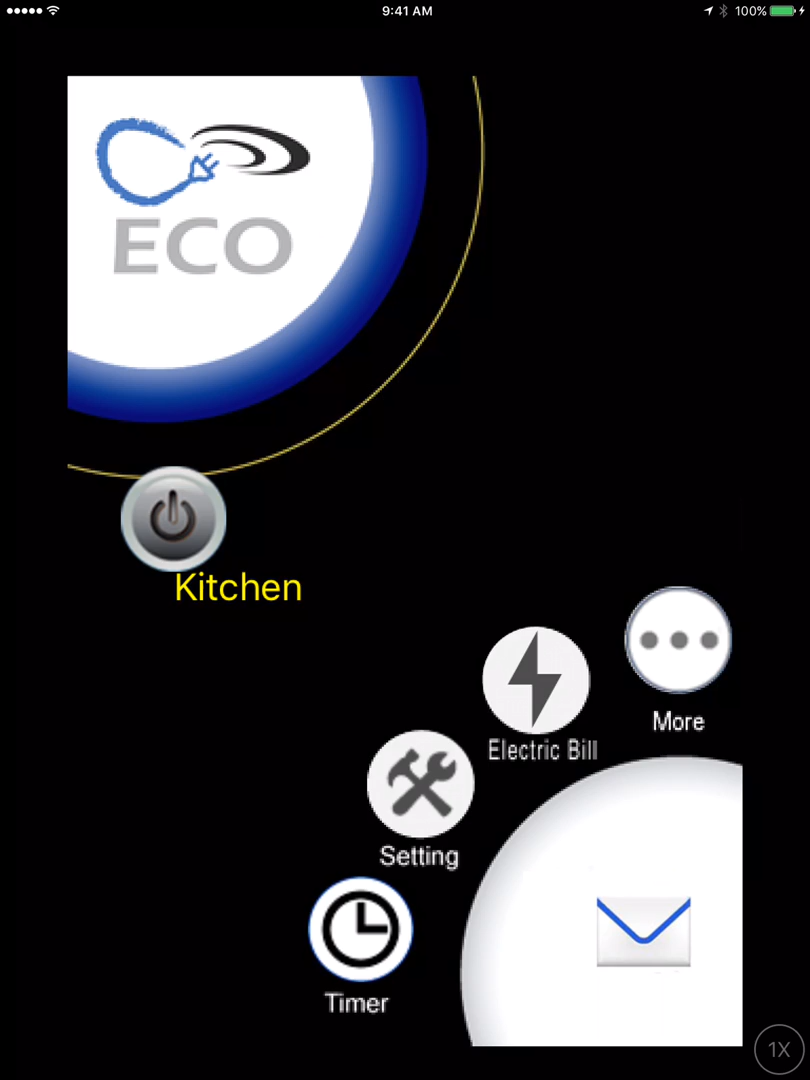 9:41 AM
100%
ECO
Kitchen
More
Electric Bill
Setting
Timer
1X